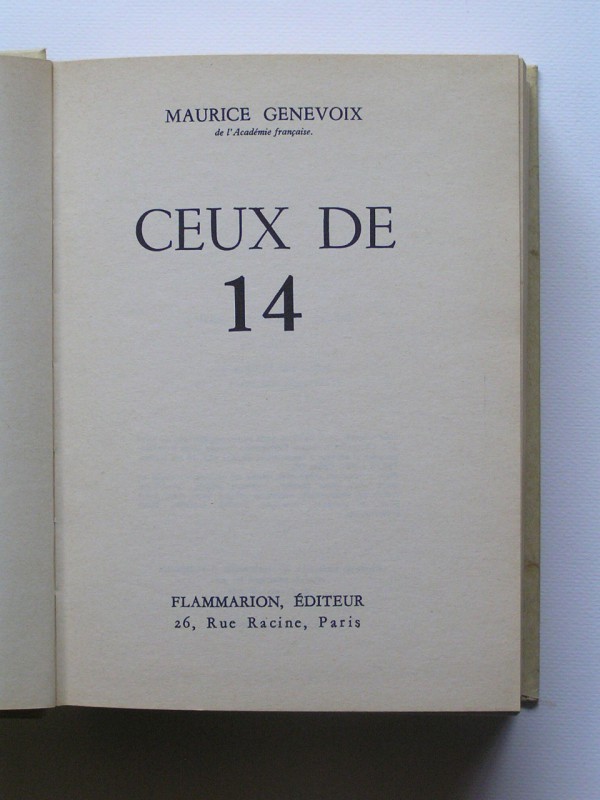 MAURICE GENEVOIX
de l'Académie française.
CEUX DE
14
FLAMMARION, ÉDITEUR
26, Rue Racine, Paris